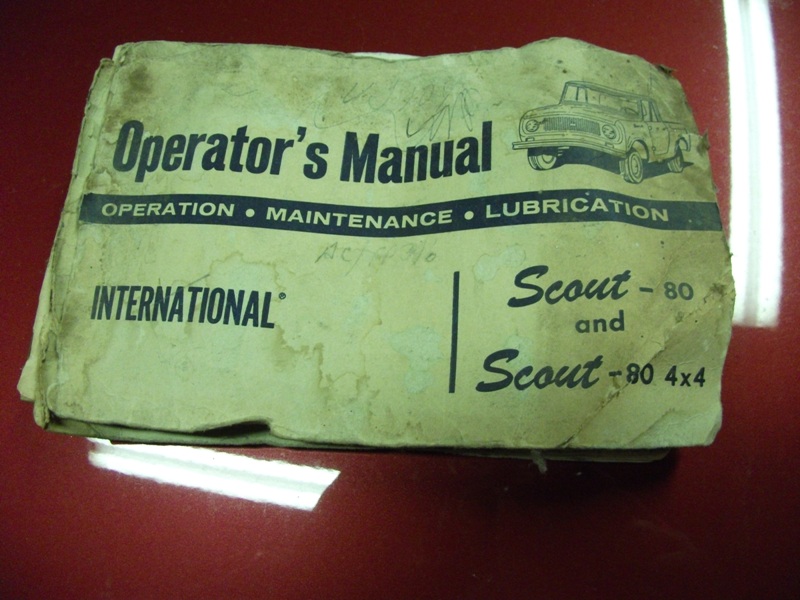 Operator's Manual
OPERATION • MAINTENANCE • LUBRICATION
INTERNATIONAL®
Scout - 80
and
Scout - 80 4x4